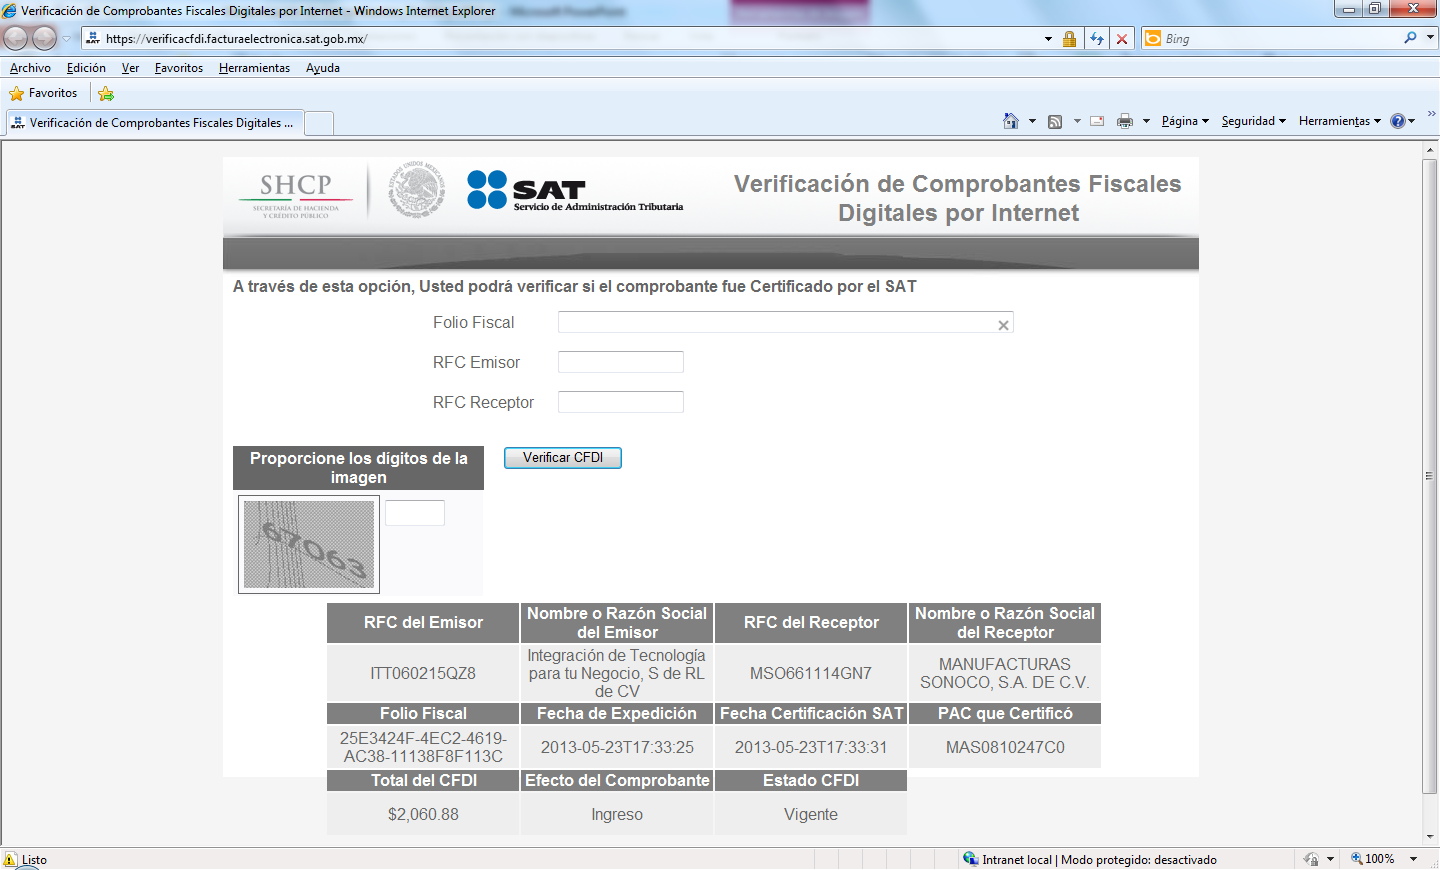 Verificación de Comprobantes Fiscales Digitales por Internet - Windows Internet Explorer
https://verificacfdi.facturaelectronica.sat.gob.mx/
Bing
Archivo Edición Ver Favoritos Herramientas Ayuda
Favoritos
Verificación de Comprobantes Fiscales Digitales ...
Página Seguridad Herramientas
SHCP
SECRETARÍA DE HACIENDA
Y CRÉDITO PÚBLICO
ESTADOS UNIDOS MEXICANOS
SAT
Servicio de Administración Tributaria
Verificación de Comprobantes Fiscales
Digitales por Internet
A través de esta opción, Usted podrá verificar si el comprobante fue Certificado por el SAT
Folio Fiscal
RFC Emisor
RFC Receptor
Proporcione los dígitos de la
imagen
Verificar CFDI
67063
RFC del Emisor
Nombre o Razón Social
del Emisor
RFC del Receptor
Nombre o Razón Social
del Receptor
ITT060215QZ8
Integración de Tecnología
para tu Negocio, S de RL
de CV
MSO661114GN7
MANUFACTURAS
SONOCO, S.A. DE C.V.
Folio Fiscal
Fecha de Expedición
Fecha Certificación SAT
PAC que Certificó
25E3424F-4EC2-4619-
AC38-11138F8F113C
2013-05-23T17:33:25
2013-05-23T17:33:31
MAS0810247C0
Total del CFDI
Efecto del Comprobante
Estado CFDI
$2,060.88
Ingreso
Vigente
Listo
Intranet local | Modo protegido: desactivado
100%